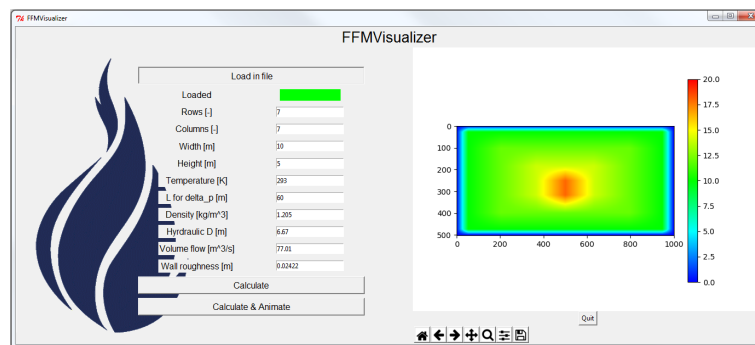 FFMVisualizer
FFMVisualizer
Load in file
Loaded
Rows [-] 7
Columns [-] 7
Width [m] 10
Height [m] 5
Temperature [K] 293
L for delta_p [m] 60
Density [kg/m^3] 1.205
Hyrdraulic D [m] 6.67
Volume flow [m^3/s] 77.01
Wall roughness [m] 0.02422
Calculate
Calculate & Animate
0
100
200
300
400
500
0 200 400 600 800 1000
20.0
17.5
15.0
12.5
10.0
7.5
5.0
2.5
0.0
Quit